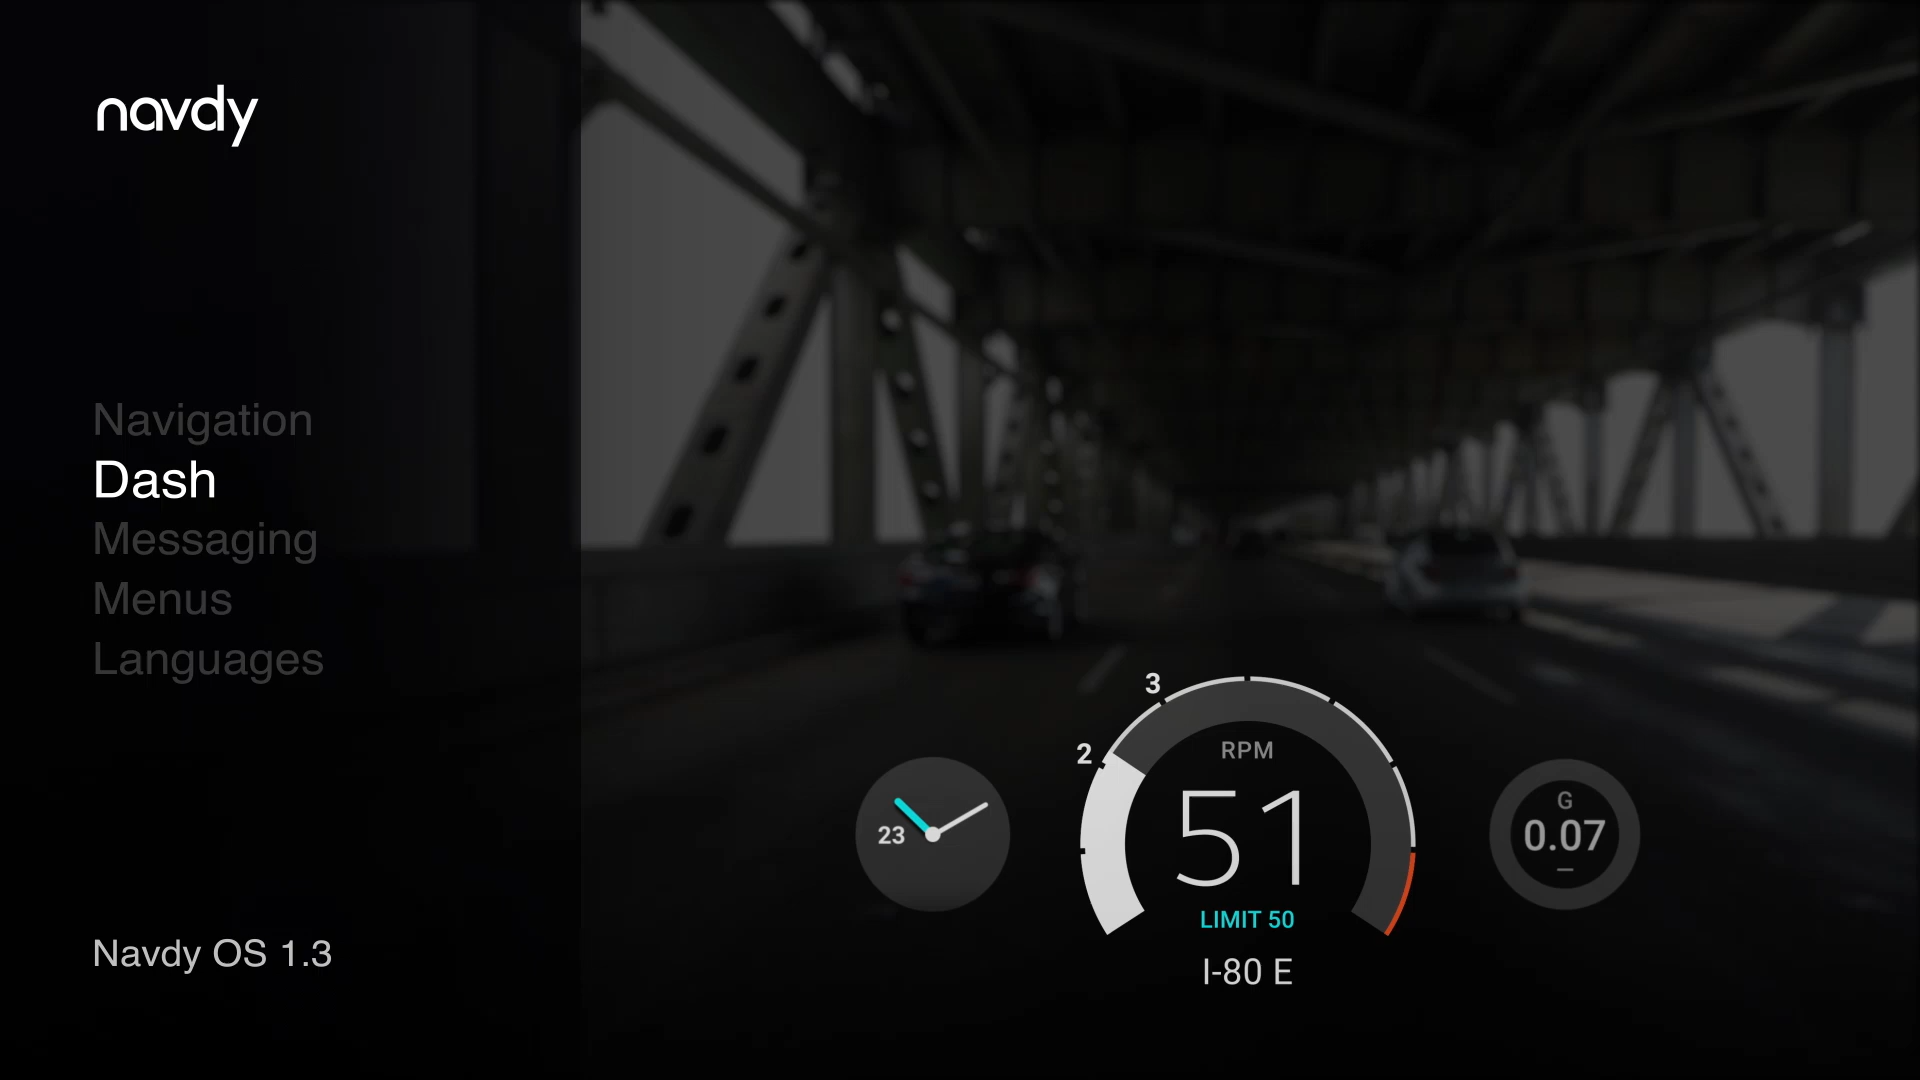 navdy
Navigation
Dash
Messaging
Menus
Languages
Navdy OS 1.3
3
2
RPM
51
LIMIT 50
I-80 E
23
G
0.07